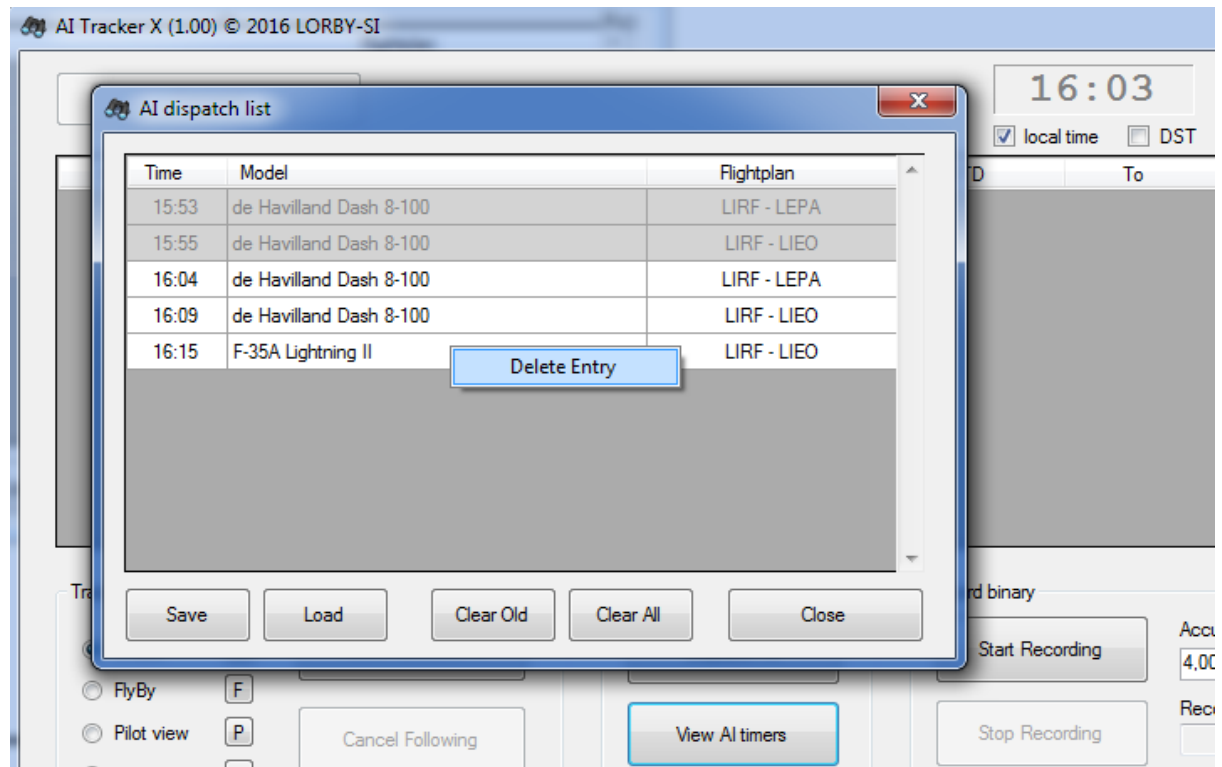 AI Tracker X (1.00) © 2016 LORBY-SI
16:03
AI dispatch list
local time DST
Time Model Flightplan
To
15:53 de Havilland Dash 8-100 LIRF - LEPA
15:55 de Havilland Dash 8-100 LIRF - LIEO
16:04 de Havilland Dash 8-100 LIRF - LEPA
16:09 de Havilland Dash 8-100 LIRF - LIEO
16:15 F-35A Lightning II LIRF - LIEO
Delete Entry
Save Load Clear Old Clear All Close
binary
Start Recording
4,00
FlyBy F
Pilot view P
Cancel Following
View AI timers
Stop Recording